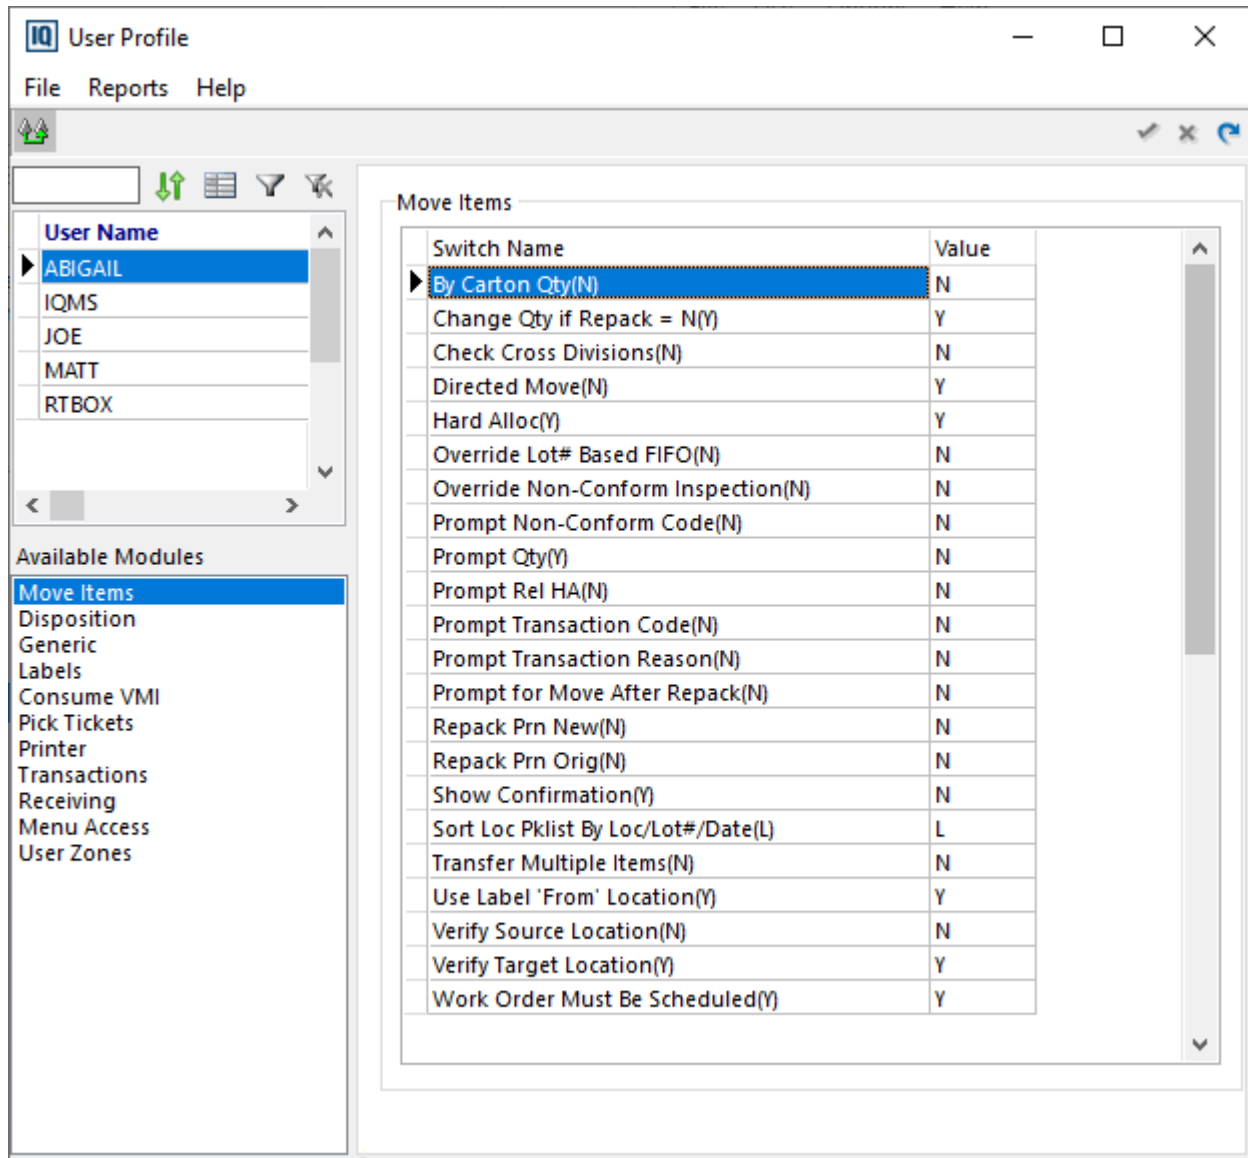 IQ User Profile
File Reports Help
User Name
ABIGAIL
IQMS
JOE
MATT
RTBOX
Available Modules
Move Items
Disposition
Generic
Labels
Consume VMI
Pick Tickets
Printer
Transactions
Receiving
Menu Access
User Zones
Move Items
Switch Name Value
By Carton Qty(N) N
Change Qty if Repack = N(Y) Y
Check Cross Divisions(N) N
Directed Move(N) Y
Hard Alloc(Y) Y
Override Lot# Based FIFO(N) N
Override Non-Conform Inspection(N) N
Prompt Non-Conform Code(N) N
Prompt Qty(Y) N
Prompt Rel HA(N) N
Prompt Transaction Code(N) N
Prompt Transaction Reason(N) N
Prompt for Move After Repack(N) N
Repack Prn New(N) N
Repack Prn Orig(N) N
Show Confirmation(Y) N
Sort Loc Pklist By Loc/Lot#/Date(L) L
Transfer Multiple Items(N) N
Use Label 'From' Location(Y) Y
Verify Source Location(N) N
Verify Target Location(Y) Y
Work Order Must Be Scheduled(Y) Y